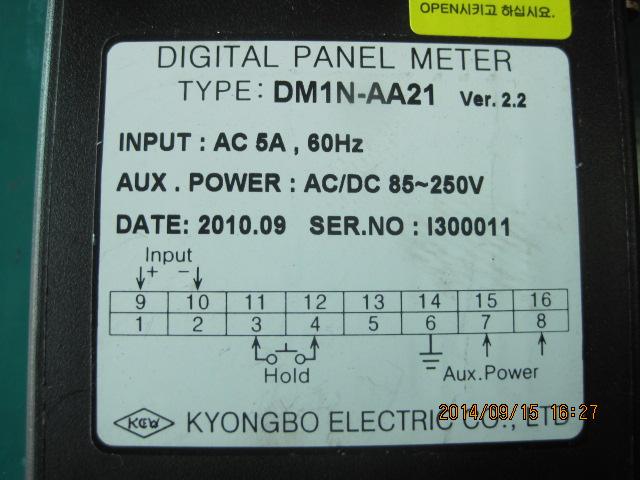 OPEN시키고 하십시요.
DIGITAL PANEL METER
TYPE: DM1N-AA21 Ver. 2.2
INPUT : AC 5A , 60Hz
AUX . POWER : AC/DC 85~250V
DATE: 2010.09 SER.NO : I300011
Input
+ −
9 10 11 12 13 14 15 16
1 2 3 4 5 6 7 8
Hold Aux.Power
2014/09/15 16:27
KYONGBO ELECTRIC CO., LTD